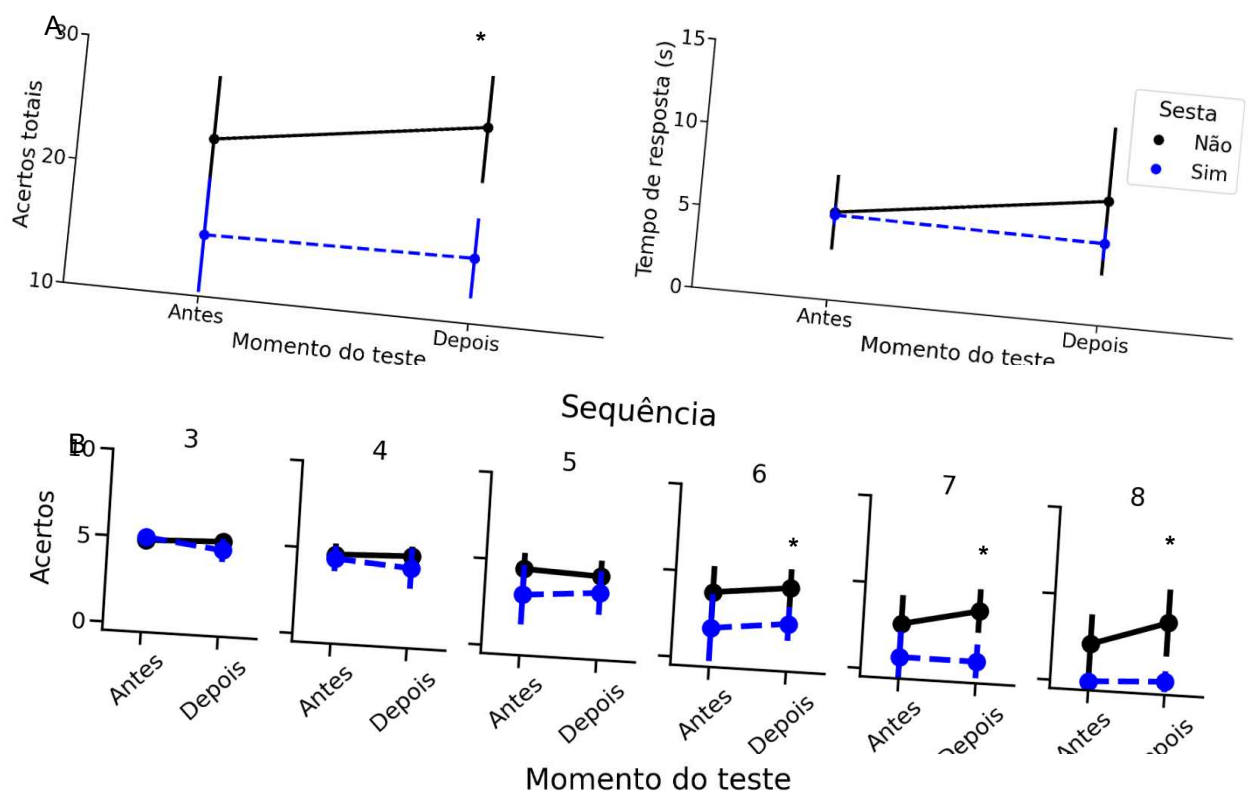 A
30
20
10
Acertos totais
*
Antes
Depois
Momento do teste
15
10
5
0
Tempo de resposta (s)
Antes
Depois
Momento do teste
Sesta
Não
Sim
Sequência
B
10
5
0
Acertos
3
4
5
6
7
8
*
*
*
Antes
Depois
Antes
Depois
Antes
Depois
Antes
Depois
Antes
Depois
Antes
Depois
Momento do teste